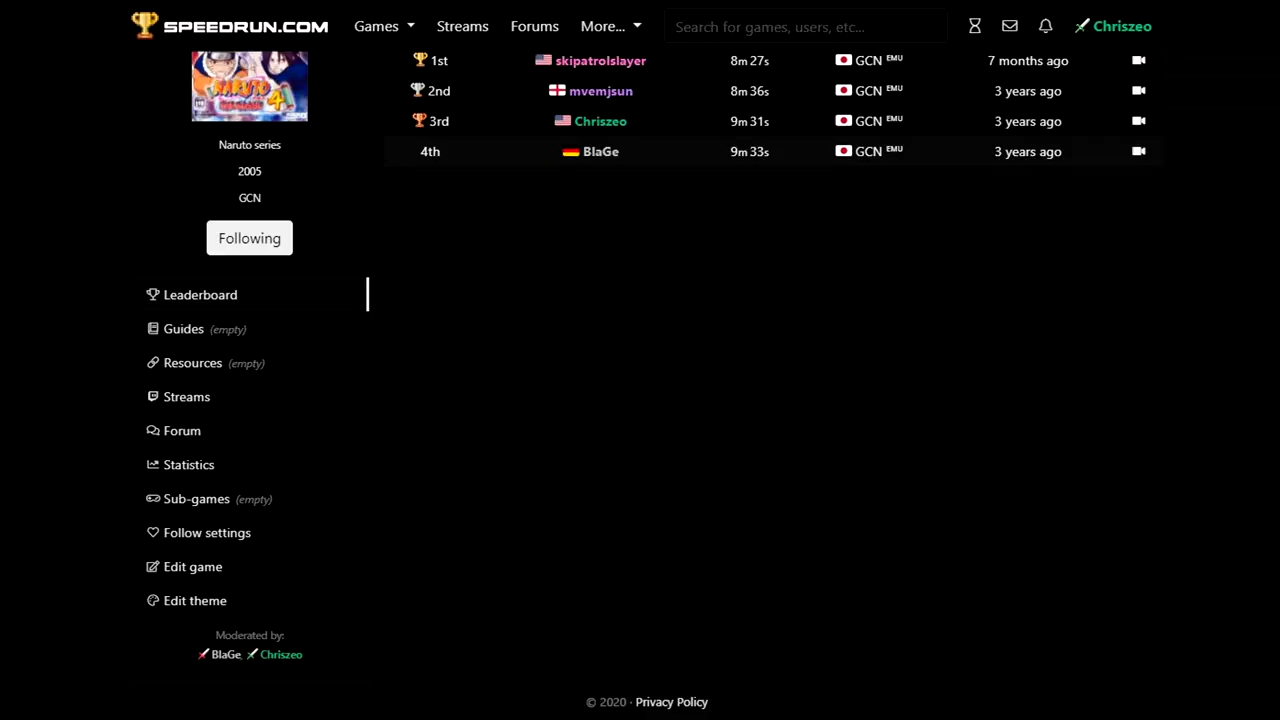 SPEEDRUN.COM Games Streams Forums More... Search for games, users, etc... Chriszeo
1st skipatrolslayer 8m 27s GCN EMU 7 months ago
2nd mvemjsun 8m 36s GCN EMU 3 years ago
3rd Chriszeo 9m 31s GCN EMU 3 years ago
4th BlaGe 9m 33s GCN EMU 3 years ago
NARUTO
4
Naruto series
2005
GCN
Following
Leaderboard
Guides (empty)
Resources (empty)
Streams
Forum
Statistics
Sub-games (empty)
Follow settings
Edit game
Edit theme
Moderated by:
BlaGe, Chriszeo
© 2020 · Privacy Policy